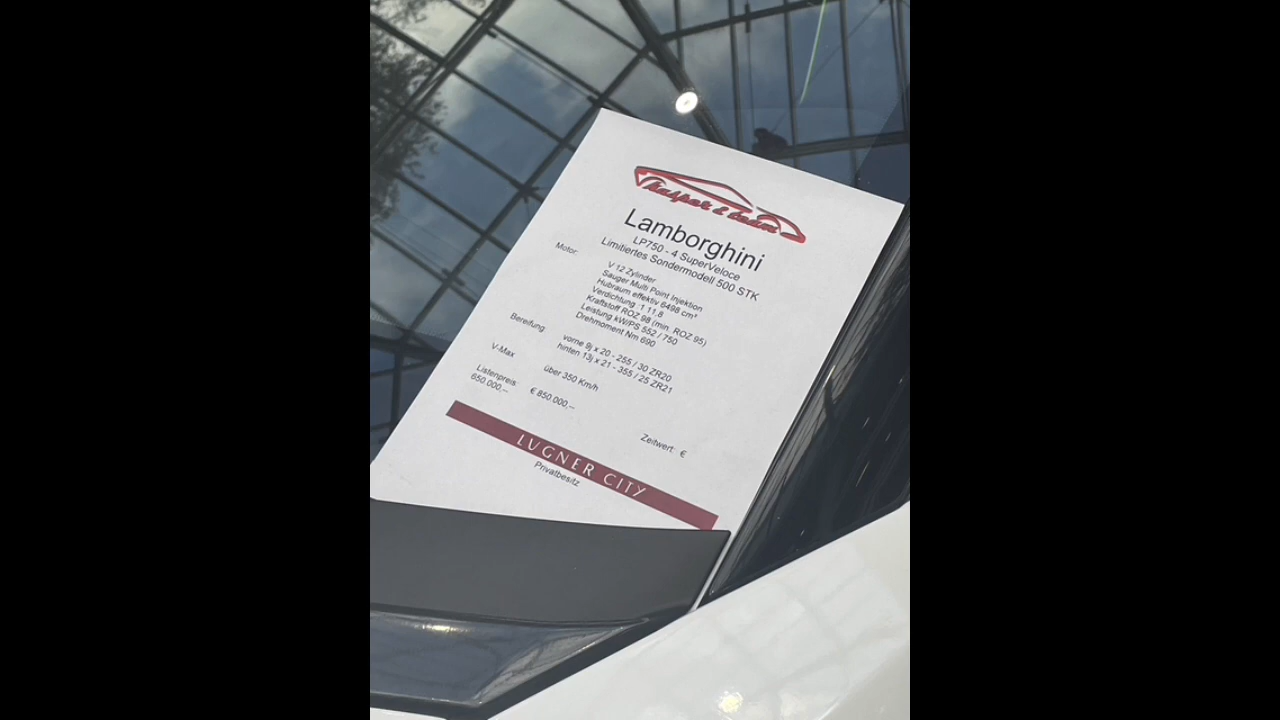 kaspar & team
Lamborghini
LP750 - 4 SuperVeloce
Limitiertes Sondermodell 500 STK
Motor:
V 12 Zylinder
Sauger Multi Point Injektion
Hubraum effektiv 6498 cm³
Verdichtung 1 11,8
Kraftstoff ROZ 98 (min. ROZ 95)
Leistung kW/PS 552 / 750
Drehmoment Nm 690
Bereifung
vorne 9j x 20 - 255 / 30 ZR20
hinten 13j x 21 - 355 / 25 ZR21
V-Max
über 350 Km/h
Listenpreis € 850 000,--
650.000,--
Zeitwert €
LUGNER CITY
Privatbesitz